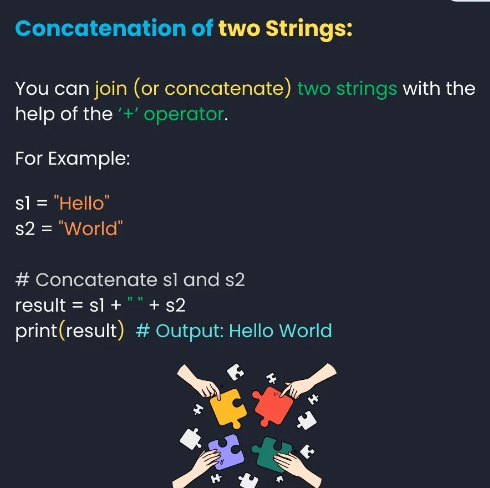 Concatenation of two Strings:
You can join (or concatenate) two strings with the
help of the ‘+’ operator.
For Example:
s1 = "Hello"
s2 = "World"
# Concatenate s1 and s2
result = s1 + " " + s2
print(result)  # Output: Hello World